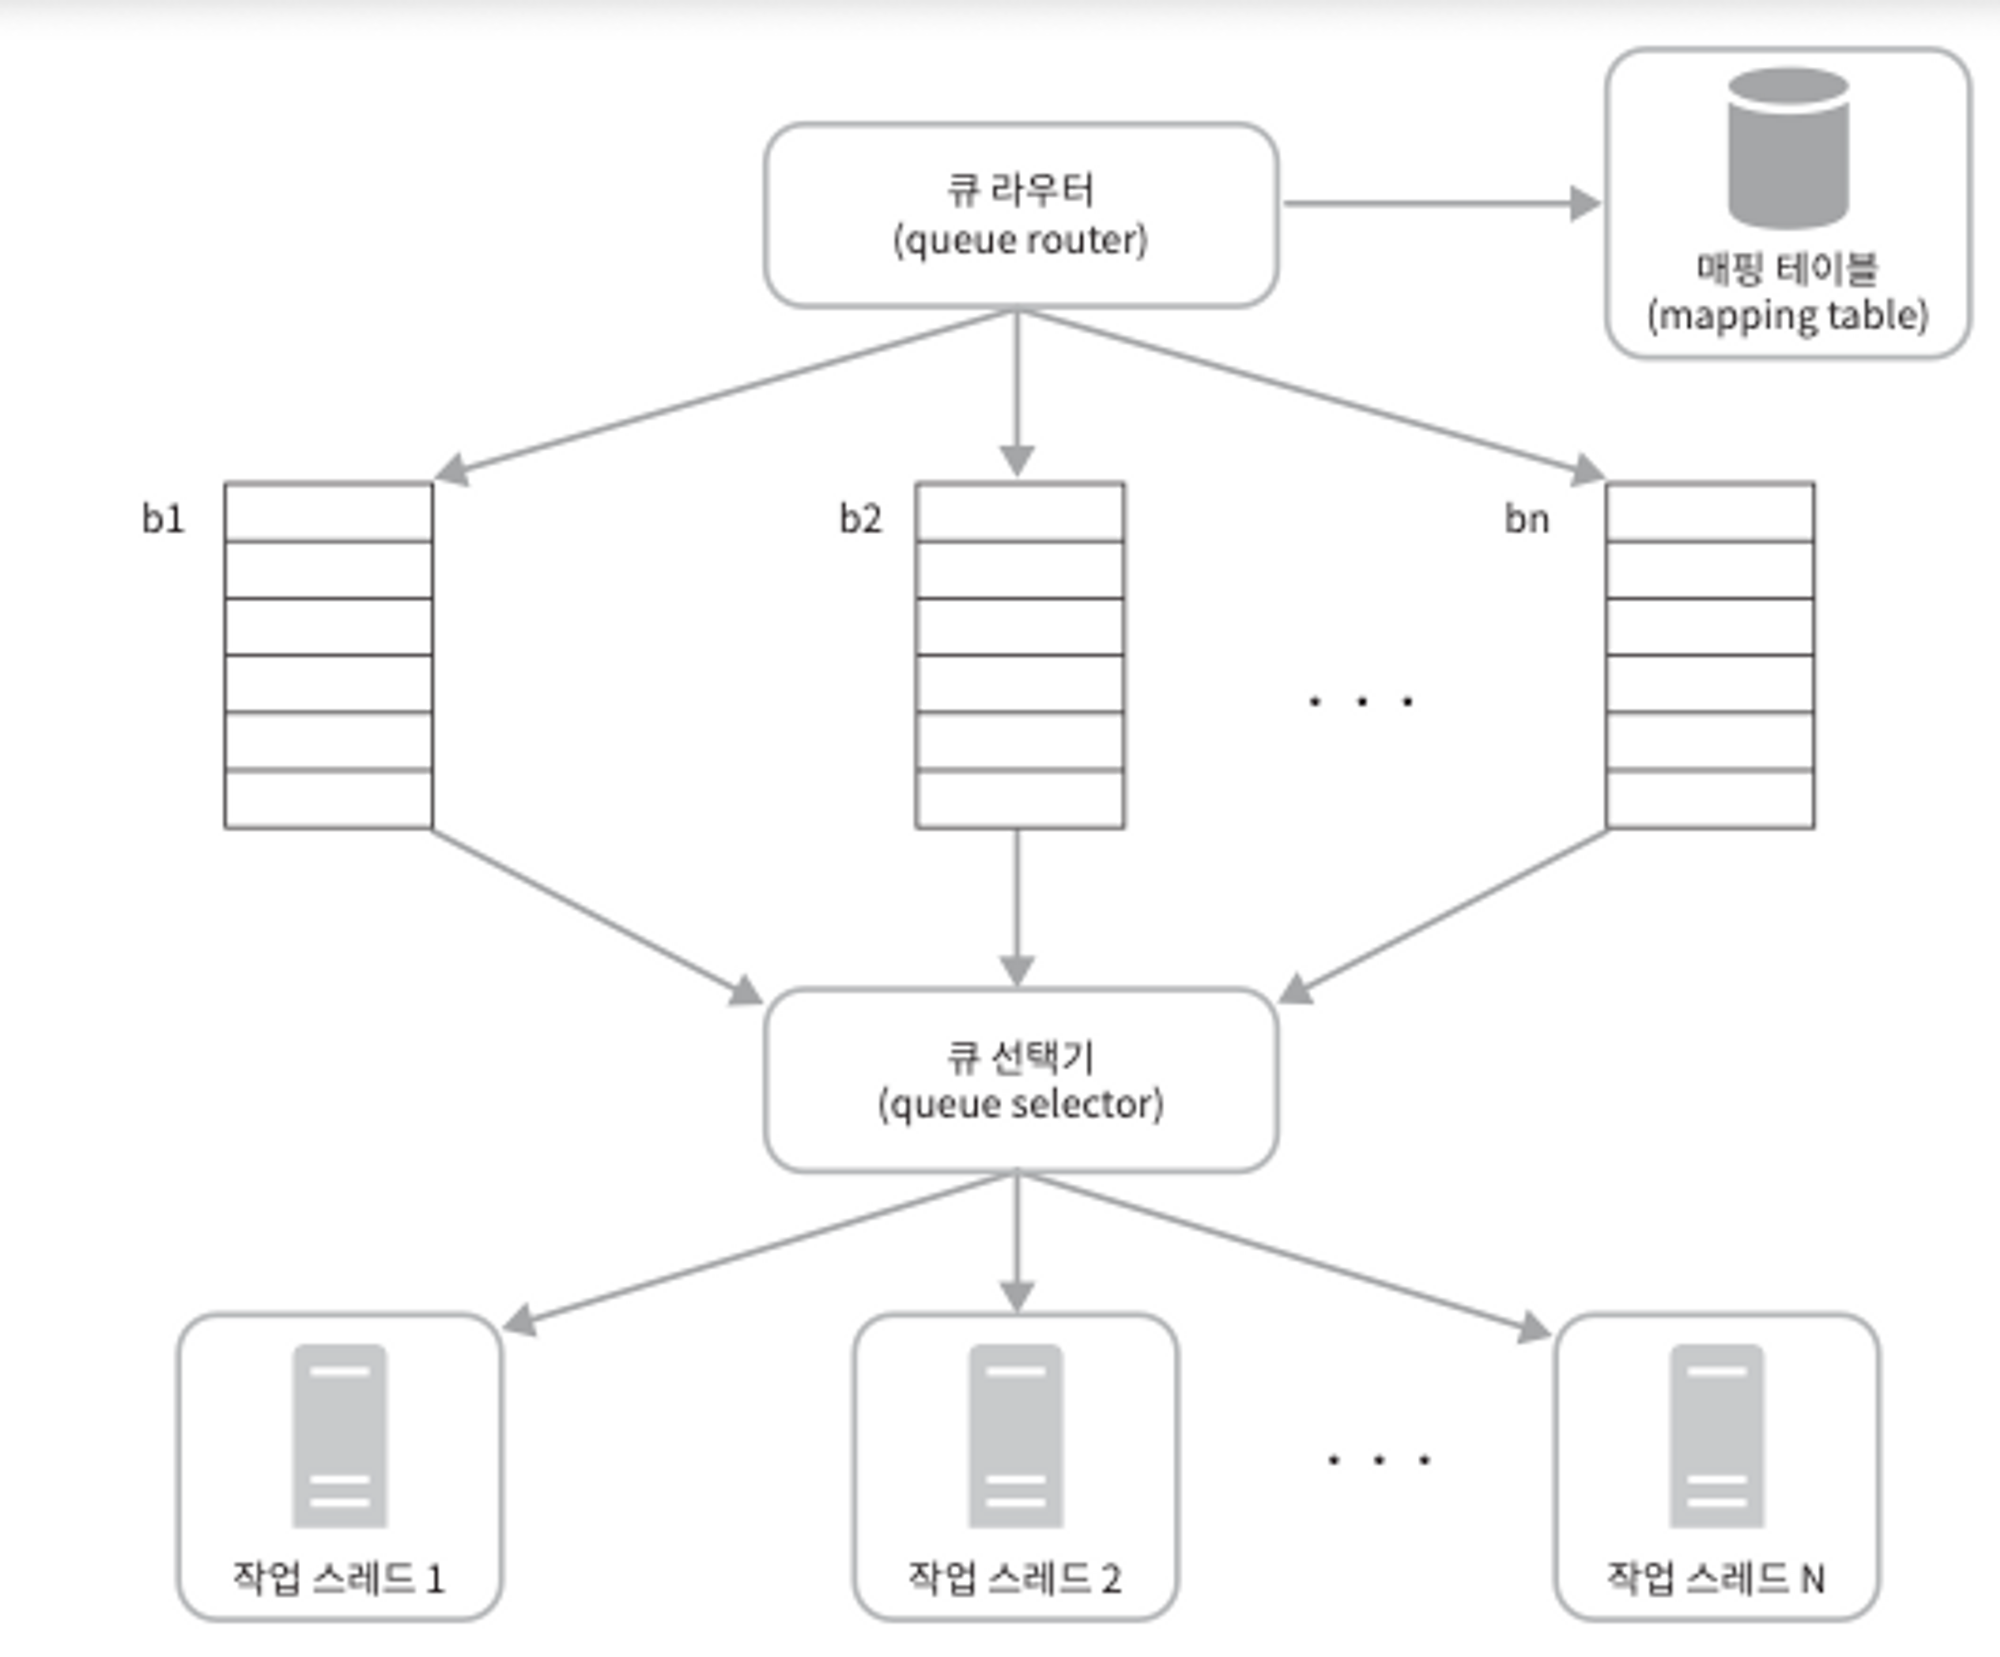 큐 라우터
(queue router)
매핑 테이블
(mapping table)
b1
b2
bn
. . .
큐 선택기
(queue selector)
작업 스레드 1
작업 스레드 2
. . .
작업 스레드 N